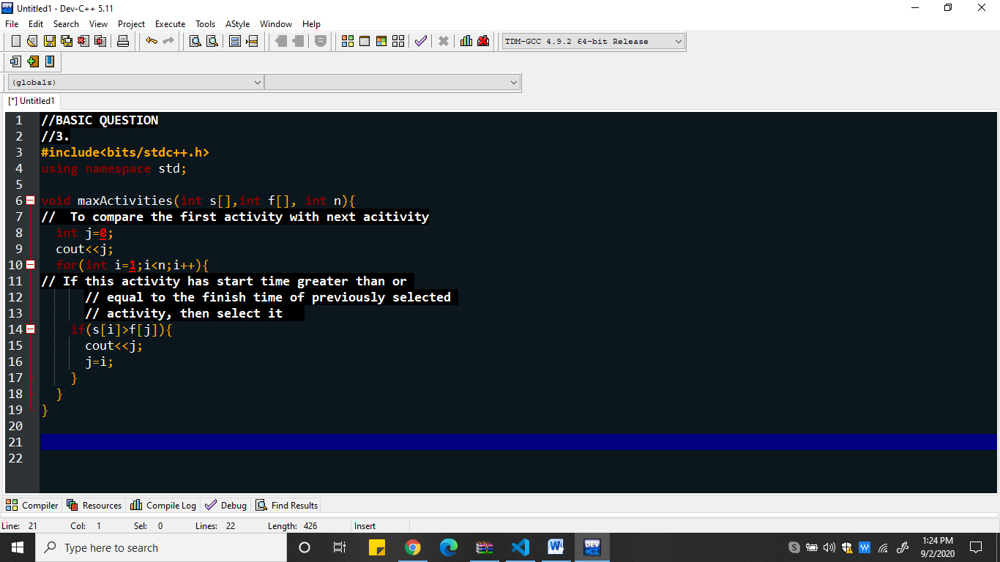 Untitled1 - Dev-C++ 5.11
File Edit Search View Project Execute Tools AStyle Window Help
TDM-GCC 4.9.2 64-bit Release
(globals)
[*] Untitled1
1 //BASIC QUESTION
2 //3.
3 #include<bits/stdc++.h>
4 using namespace std;
5
6 void maxActivities(int s[],int f[], int n){
7 //  To compare the first activity with next acitivity
8   int j=0;
9   cout<<j;
10   for(int i=1;i<n;i++){
11 // If this activity has start time greater than or
12       // equal to the finish time of previously selected
13       // activity, then select it
14     if(s[i]>f[j]){
15       cout<<j;
16       j=i;
17     }
18   }
19 }
20
21
22
Compiler Resources Compile Log Debug Find Results
Line: 21 Col: 1 Sel: 0 Lines: 22 Length: 426 Insert
Type here to search
DEV
1:24 PM
9/2/2020